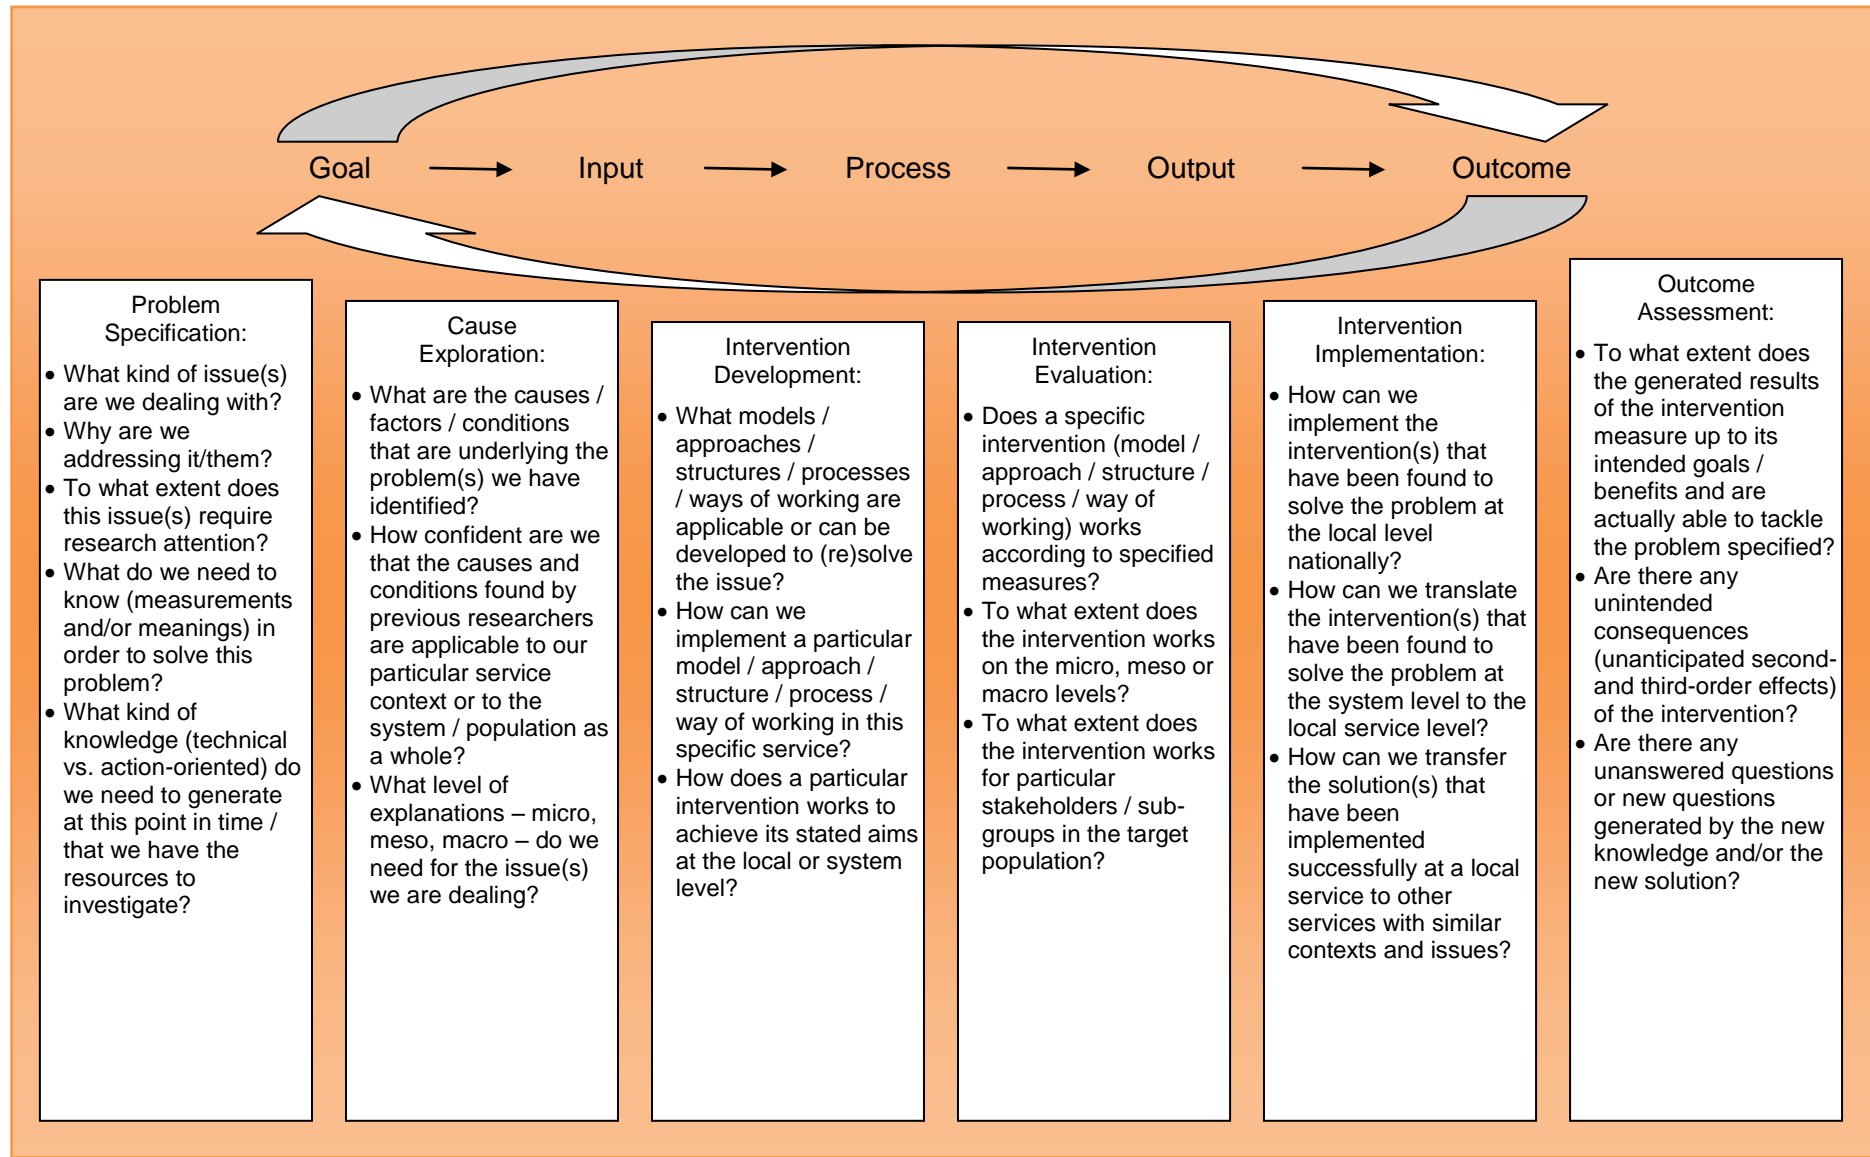 Goal
Input
Process
Output
Outcome
Problem
Specification:
• What kind of issue(s)
are we dealing with?
• Why are we
addressing it/them?
• To what extent does
this issue(s) require
research attention?
• What do we need to
know (measurements
and/or meanings) in
order to solve this
problem?
• What kind of
knowledge (technical
vs. action-oriented) do
we need to generate
at this point in time /
that we have the
resources to
investigate?
Cause
Exploration:
• What are the causes /
factors / conditions
that are underlying the
problem(s) we have
identified?
• How confident are we
that the causes and
conditions found by
previous researchers
are applicable to our
particular service
context or to the
system / population as
a whole?
• What level of
explanations – micro,
meso, macro – do we
need for the issue(s)
we are dealing?
Intervention
Development:
• What models /
approaches /
structures / processes
/ ways of working are
applicable or can be
developed to (re)solve
the issue?
• How can we
implement a particular
model / approach /
structure / process /
way of working in this
specific service?
• How does a particular
intervention works to
achieve its stated aims
at the local or system
level?
Intervention
Evaluation:
• Does a specific
intervention (model /
approach / structure /
process / way of
working) works
according to specified
measures?
• To what extent does
the intervention works
on the micro, meso or
macro levels?
• To what extent does
the intervention works
for particular
stakeholders / sub-
groups in the target
population?
Intervention
Implementation:
• How can we
implement the
intervention(s) that
have been found to
solve the problem at
the local level
nationally?
• How can we translate
the intervention(s) that
have been found to
solve the problem at
the system level to the
local service level?
• How can we transfer
the solution(s) that
have been
implemented
successfully at a local
service to other
services with similar
contexts and issues?
Outcome
Assessment:
• To what extent does
the generated results
of the intervention
measure up to its
intended goals /
benefits and are
actually able to tackle
the problem specified?
• Are there any
unintended
consequences
(unanticipated second-
and third-order effects)
of the intervention?
• Are there any
unanswered questions
or new questions
generated by the new
knowledge and/or the
new solution?